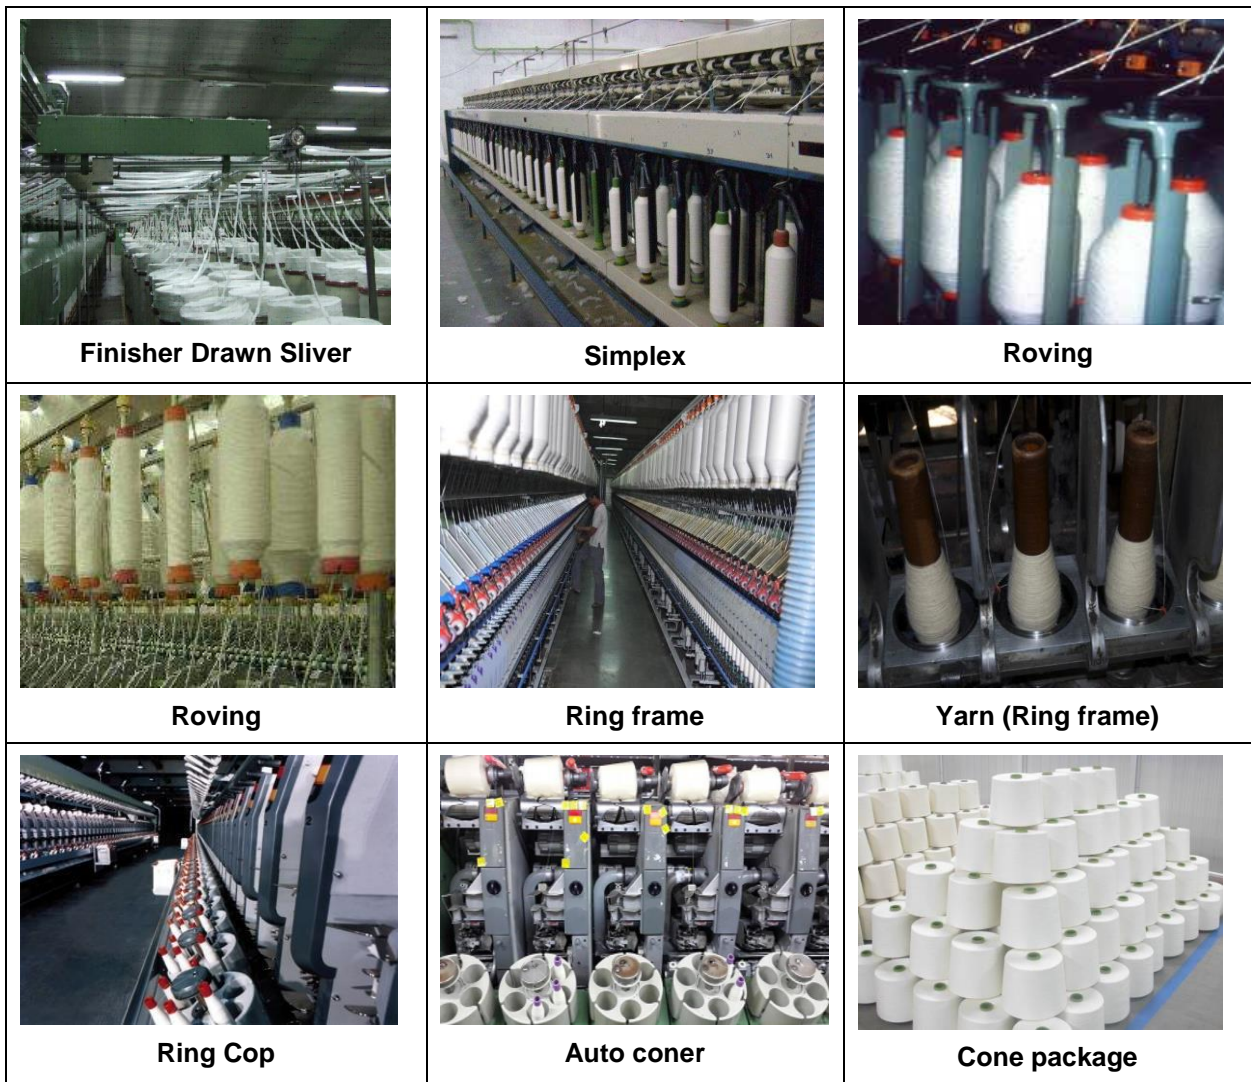 Finisher Drawn Sliver
Simplex
Roving
Roving
Ring frame
Yarn (Ring frame)
Ring Cop
Auto coner
Cone package